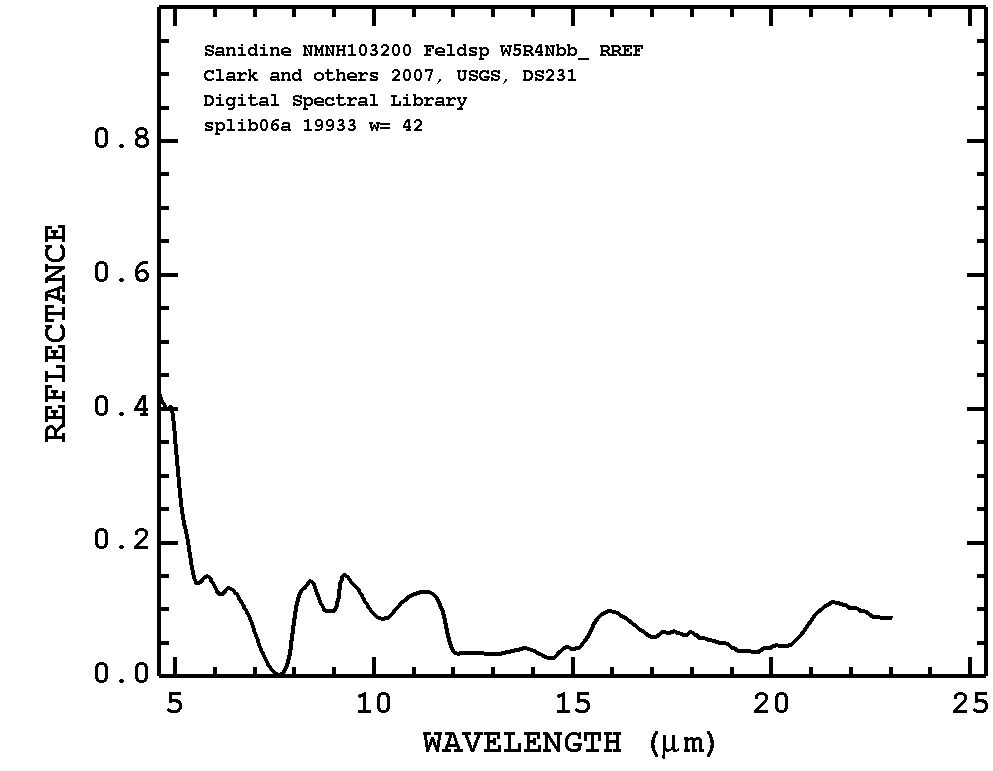 Sanidine NMNH103200 Feldsp W5R4Nbb_ RREF
Clark and others 2007, USGS, DS231
Digital Spectral Library
splib06a 19933 w= 42
REFLECTANCE
0.8
0.6
0.4
0.2
0.0
5 10 15 20 25
WAVELENGTH (μm)